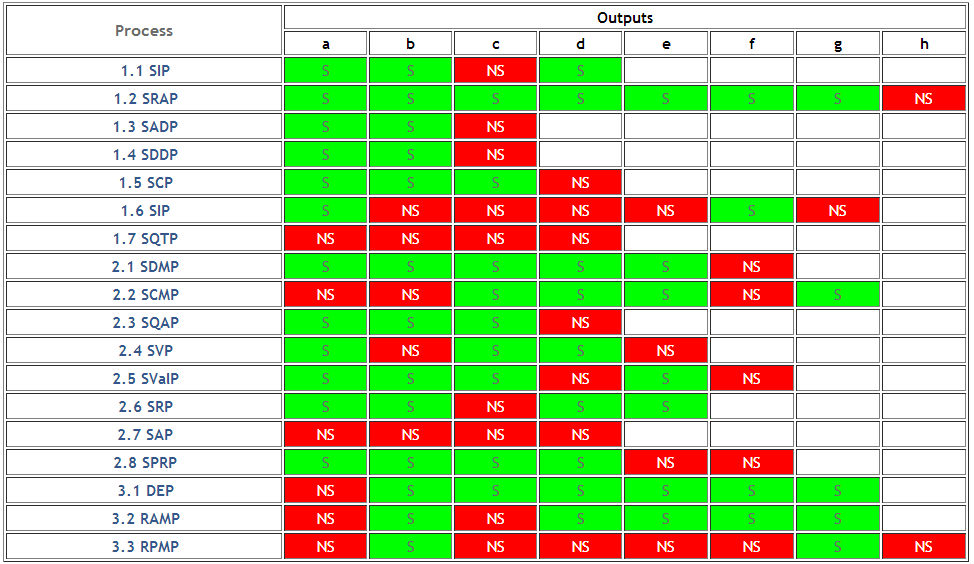 Process Outputs
a b c d e f g h
1.1 SIP S S NS S
1.2 SRAP S S S S S S S NS
1.3 SADP S S NS
1.4 SDDP S S NS
1.5 SCP S S S NS
1.6 SIP S NS NS NS NS S NS
1.7 SQTP NS NS NS NS
2.1 SDMP S S S S S NS
2.2 SCMP NS NS S S S NS S
2.3 SQAP S S S NS
2.4 SVP S NS S S NS
2.5 SValP S S S NS S NS
2.6 SRP S S NS S S
2.7 SAP NS NS NS NS
2.8 SPRP S S S S NS NS
3.1 DEP NS S S S S S S
3.2 RAMP NS S NS S S S S
3.3 RPMP NS S NS NS NS NS S NS